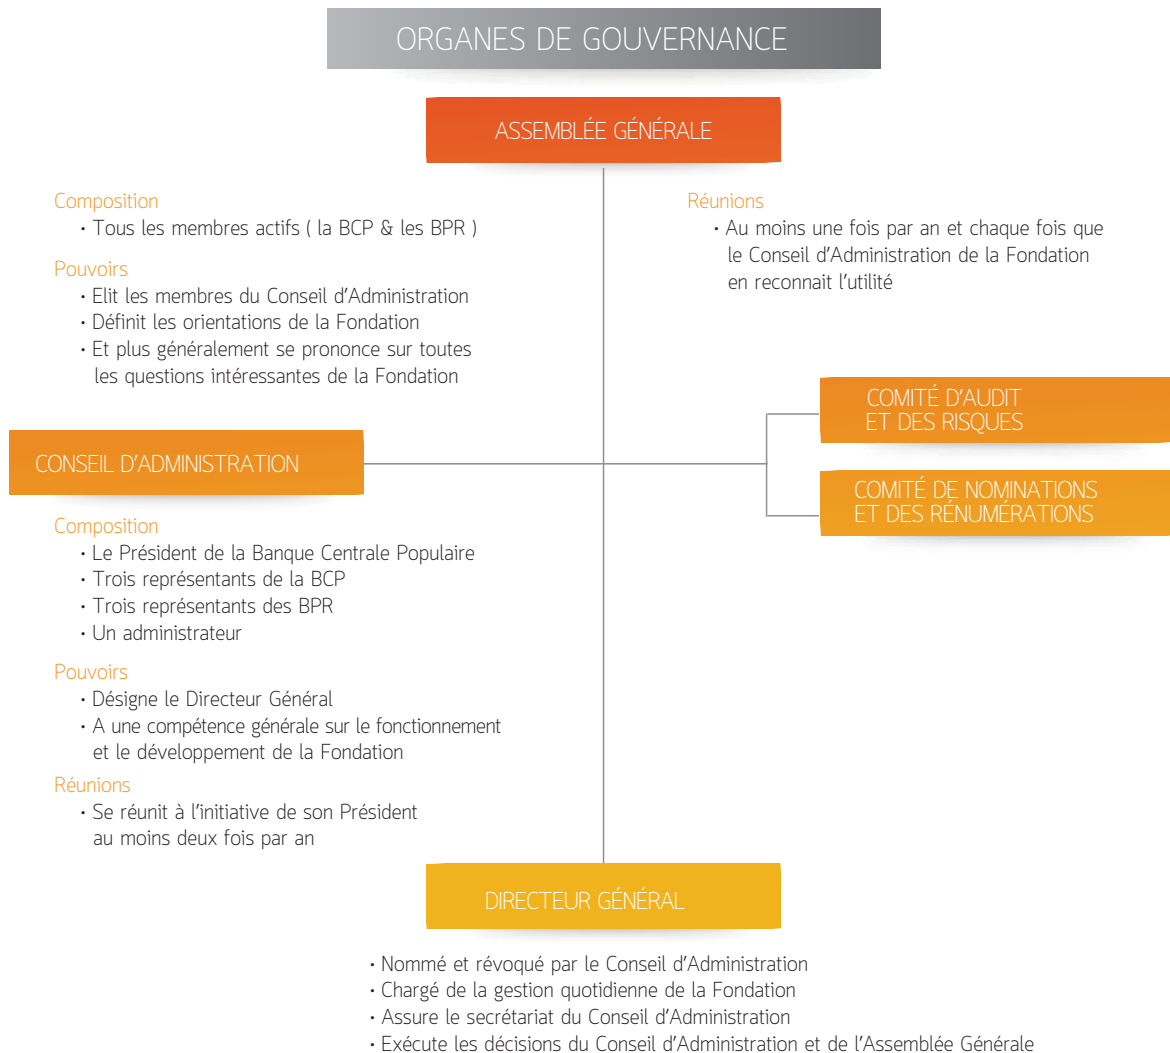 ORGANES DE GOUVERNANCE
ASSEMBLÉE GÉNÉRALE
Composition
• Tous les membres actifs ( la BCP & les BPR )
Pouvoirs
• Elit les membres du Conseil d'Administration
• Définit les orientations de la Fondation
• Et plus généralement se prononce sur toutes
les questions intéressantes de la Fondation
Réunions
• Au moins une fois par an et chaque fois que
le Conseil d'Administration de la Fondation
en reconnait l'utilité
COMITÉ D'AUDIT
ET DES RISQUES
CONSEIL D'ADMINISTRATION
COMITÉ DE NOMINATIONS
ET DES RÉNUMÉRATIONS
Composition
• Le Président de la Banque Centrale Populaire
• Trois représentants de la BCP
• Trois représentants des BPR
• Un administrateur
Pouvoirs
• Désigne le Directeur Général
• A une compétence générale sur le fonctionnement
et le développement de la Fondation
Réunions
• Se réunit à l'initiative de son Président
au moins deux fois par an
DIRECTEUR GÉNÉRAL
• Nommé et révoqué par le Conseil d'Administration
• Chargé de la gestion quotidienne de la Fondation
• Assure le secrétariat du Conseil d'Administration
• Exécute les décisions du Conseil d'Administration et de l'Assemblée Générale